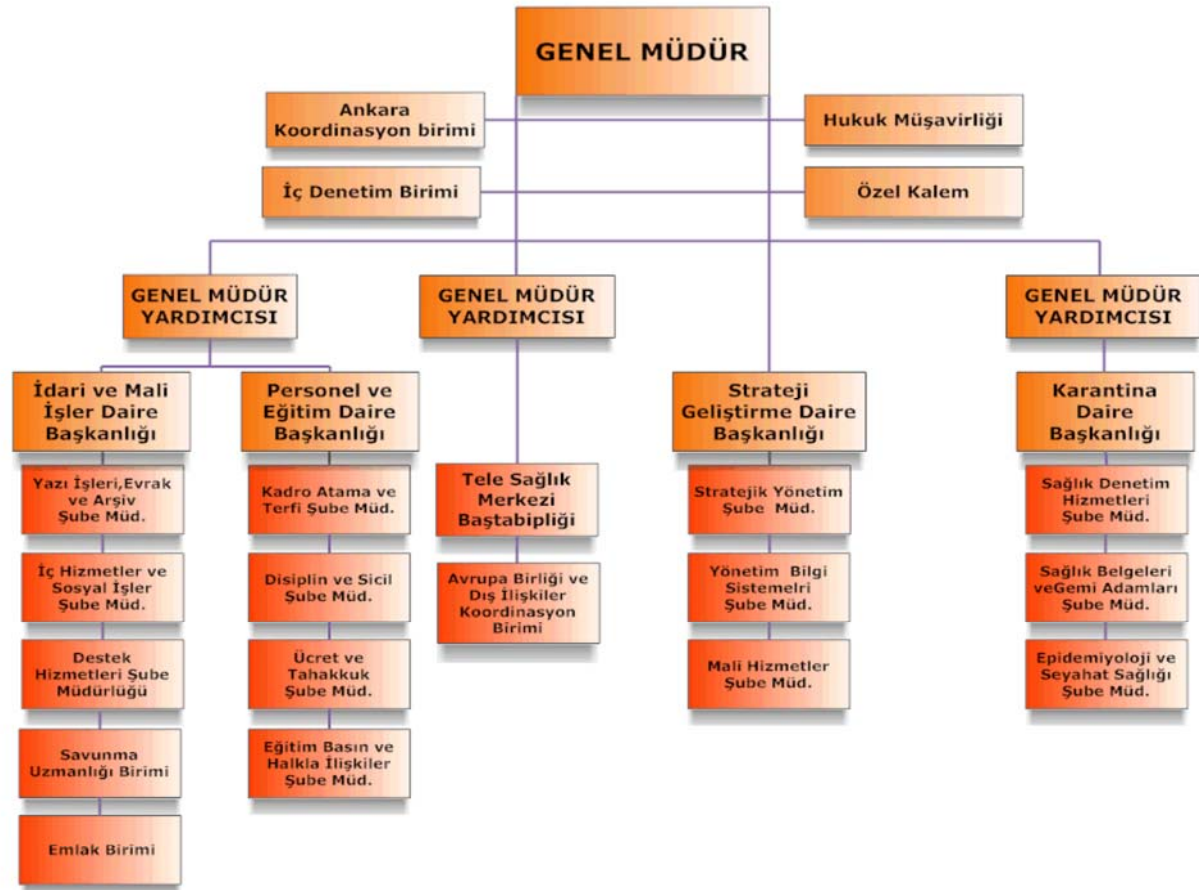 GENEL MÜDÜR
Ankara
Koordinasyon birimi
Hukuk Müşavirliği
İç Denetim Birimi
Özel Kalem
GENEL MÜDÜR
YARDIMCISI
GENEL MÜDÜR
YARDIMCISI
GENEL MÜDÜR
YARDIMCISI
İdari ve Mali
İşler Daire
Başkanlığı
Yazı İşleri,Evrak
ve Arşiv
Şube Müd.
İç Hizmetler ve
Sosyal İşler
Şube Müd.
Destek
Hizmetleri Şube
Müdürlüğü
Savunma
Uzmanlığı Birimi
Emlak Birimi
Personel ve
Eğitim Daire
Başkanlığı
Kadro Atama ve
Terfi Şube Müd.
Disiplin ve Sicil
Şube Müd.
Ücret ve
Tahakkuk
Şube Müd.
Eğitim Basın ve
Halkla İlişkiler
Şube Müd.
Tele Sağlık
Merkezi
Baştabipliği
Avrupa Birliği ve
Dış İlişkiler
Koordinasyon
Birimi
Strateji
Geliştirme Daire
Başkanlığı
Stratejik Yönetim
Şube Müd.
Yönetim Bilgi
Sistemelri
Şube Müd.
Mali Hizmetler
Şube Müd.
Karantina
Daire
Başkanlığı
Sağlık Denetim
Hizmetleri
Şube Müd.
Sağlık Belgeleri
veGemi Adamları
Şube Müd.
Epidemiyoloji ve
Seyahat Sağlığı
Şube Müd.